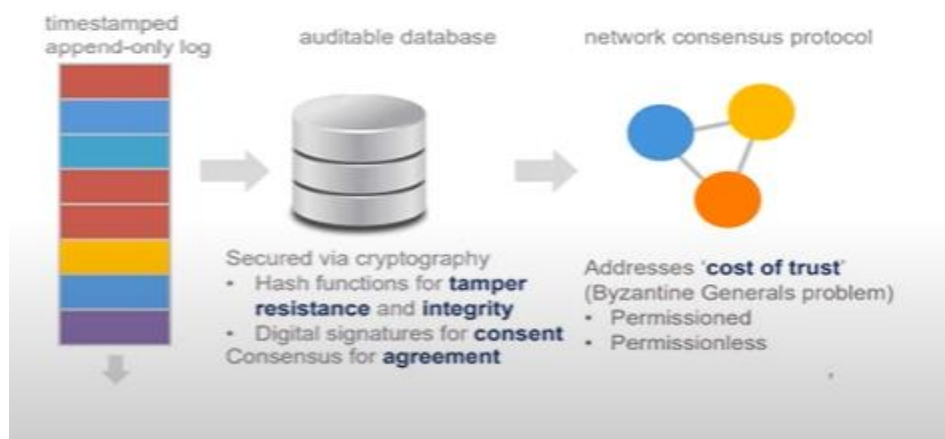 timestamped
append-only log
auditable database
network consensus protocol
Secured via cryptography
• Hash functions for tamper
resistance and integrity
• Digital signatures for consent
Consensus for agreement
Addresses 'cost of trust'
(Byzantine Generals problem)
• Permissioned
• Permissionless